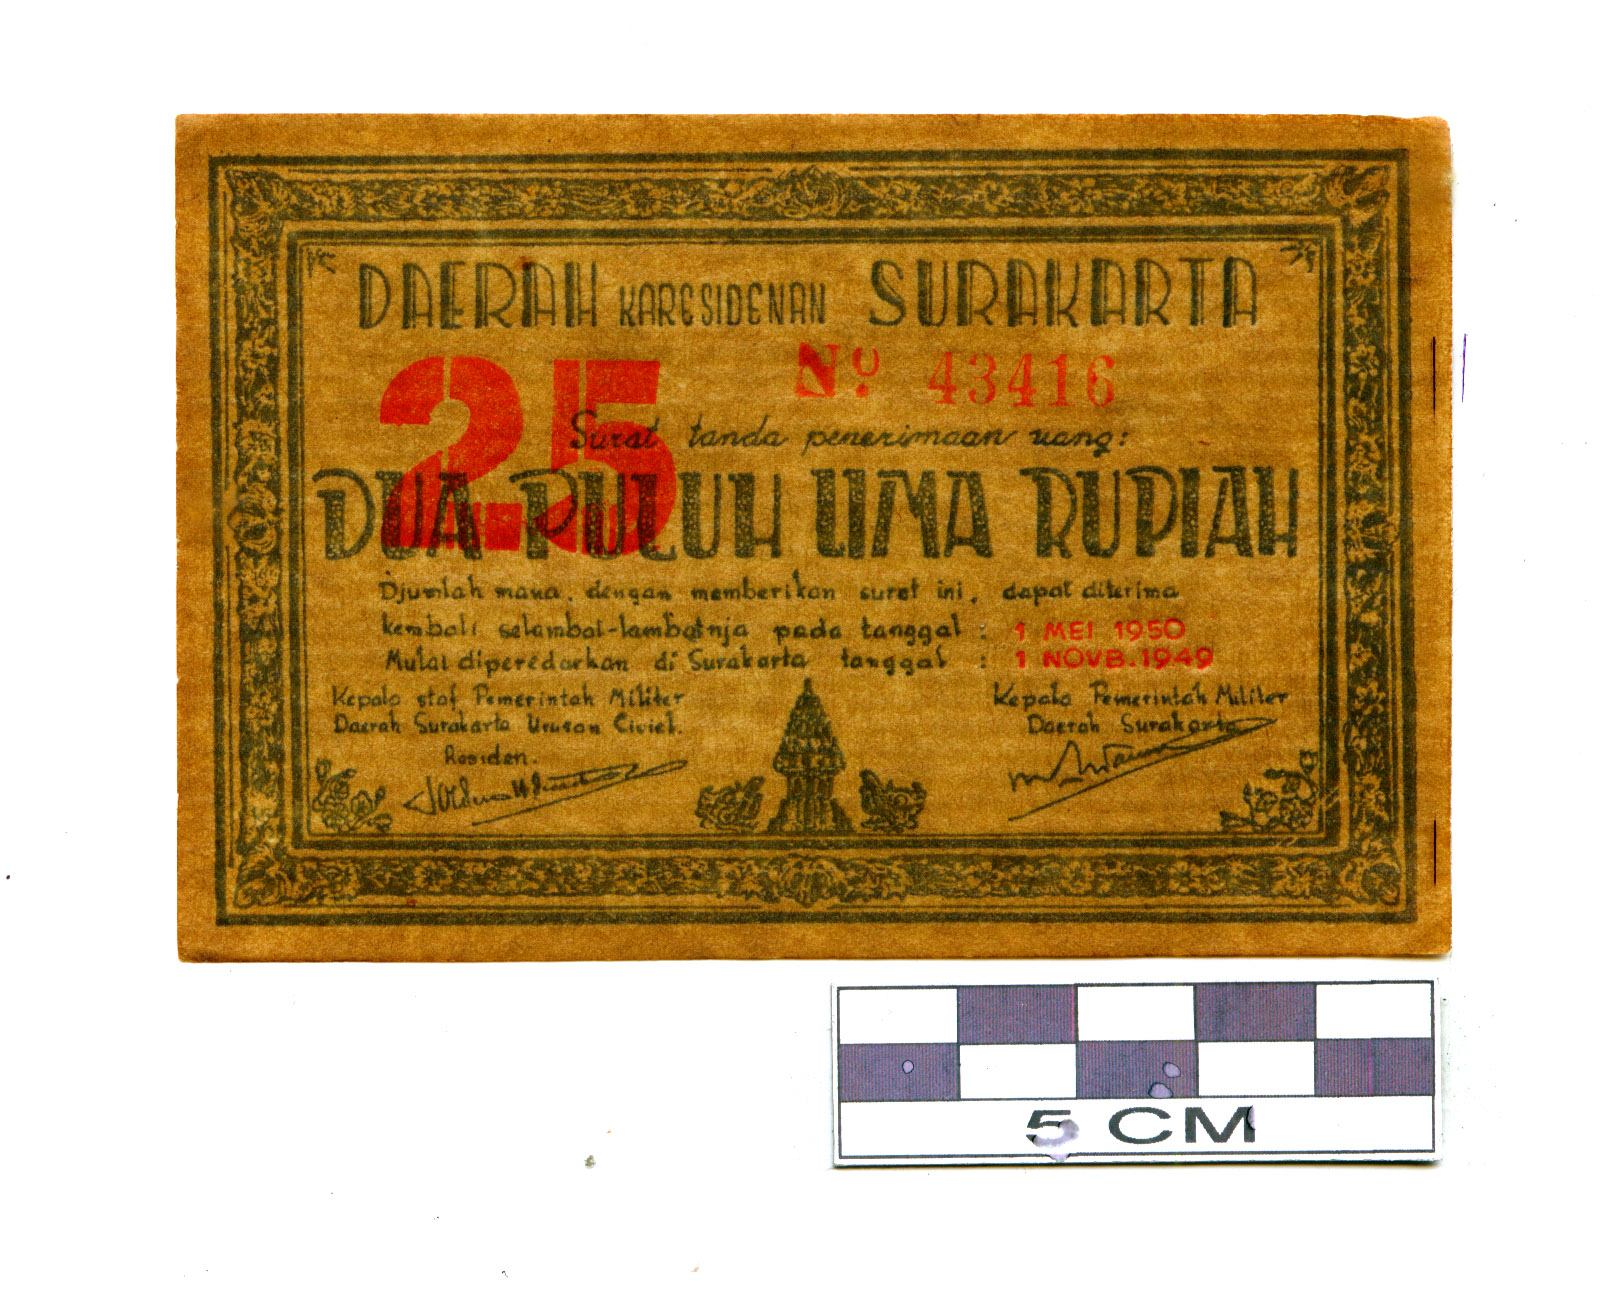 DAERAH KARESIDENAN SURAKARTA
25
No 43416
Surat tanda penerimaan uang:
DUA PULUH LIMA RUPIAH
Djumlah mana, dengan memberikan surat ini, dapat diterima
kembali selambat-lambatnja pada tanggal : 1 MEI 1950
Mulai diperedarkan di Surakarta tanggal : 1 NOVB.1949
Kepala staf Pemerintah Militer
Daerah Surakarta Urusan Civiel.
Residen.
Kepala Pemerintah Militer
Daerah Surakarta
5 CM